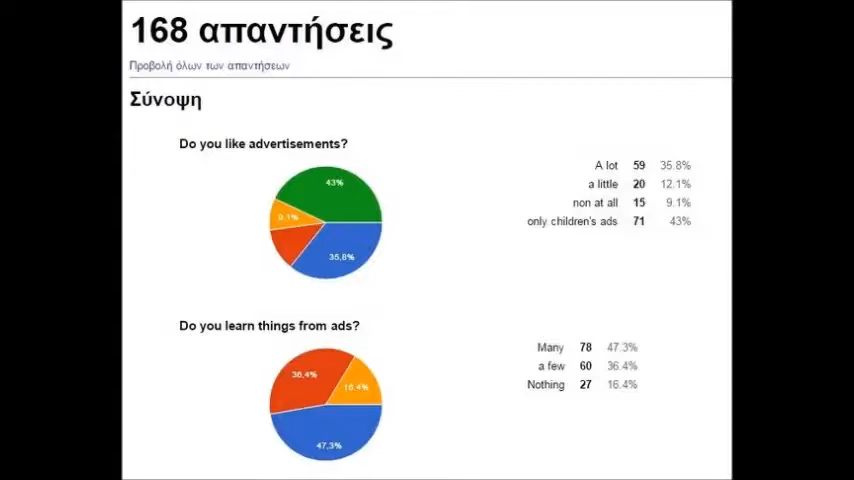 168 απαντήσεις
Προβολή όλων των απαντήσεων
Σύνοψη
Do you like advertisements?
43%
9.1%
35,8%
A lot 59 35.8%
a little 20 12.1%
non at all 15 9.1%
only children's ads 71 43%
Do you learn things from ads?
36,4%
16.4%
47,3%
Many 78 47.3%
a few 60 36.4%
Nothing 27 16.4%